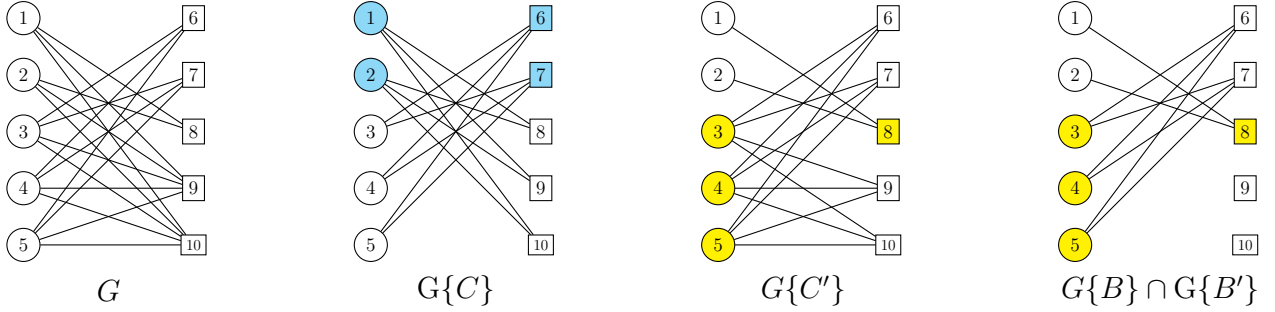 1 6 1 6 1 6 1 6
2 7 2 7 2 7 2 7
3 8 3 8 3 8 3 8
4 9 4 9 4 9 4 9
5 10 5 10 5 10 5 10
G G{C} G{C′} G{B} ∩ G{B′}